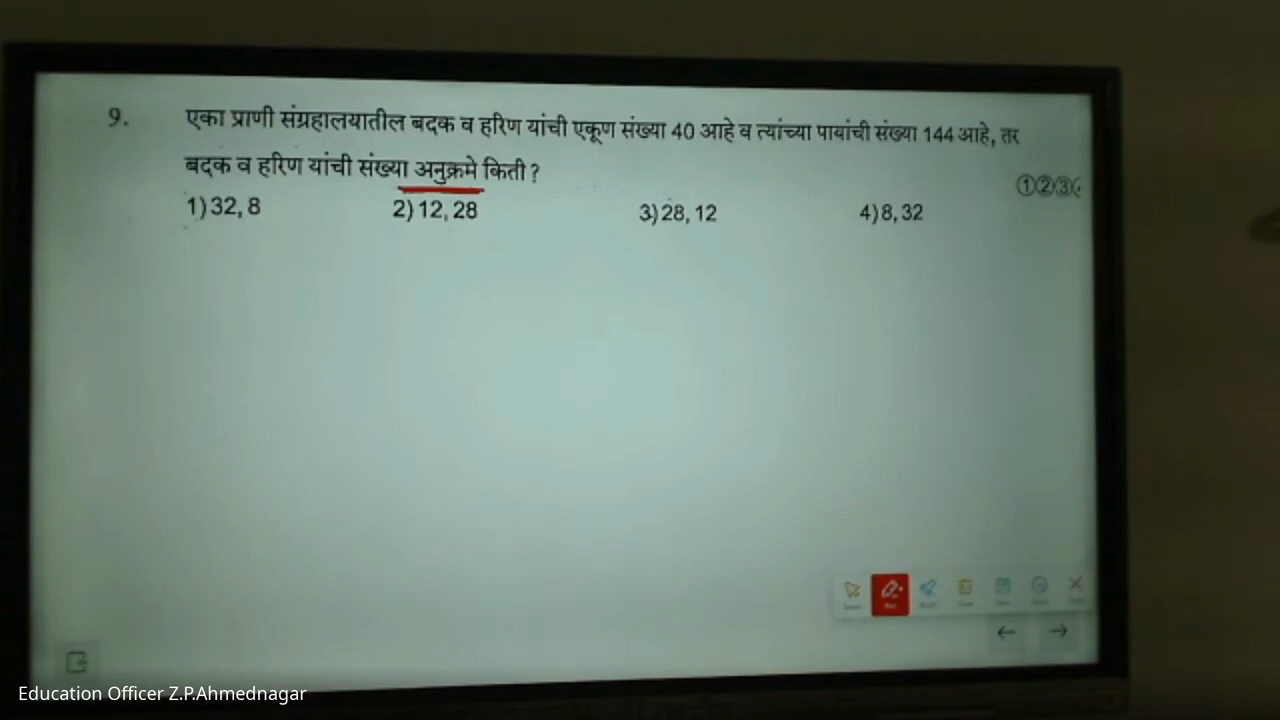 9. एका प्राणी संग्रहालयातील बदक व हरिण यांची एकूण संख्या 40 आहे व त्यांच्या पायांची संख्या 144 आहे, तर
बदक व हरिण यांची संख्या अनुक्रमे किती ?
①②③
1) 32, 8 2) 12, 28 3) 28, 12 4) 8, 32
Education Officer Z.P.Ahmednagar